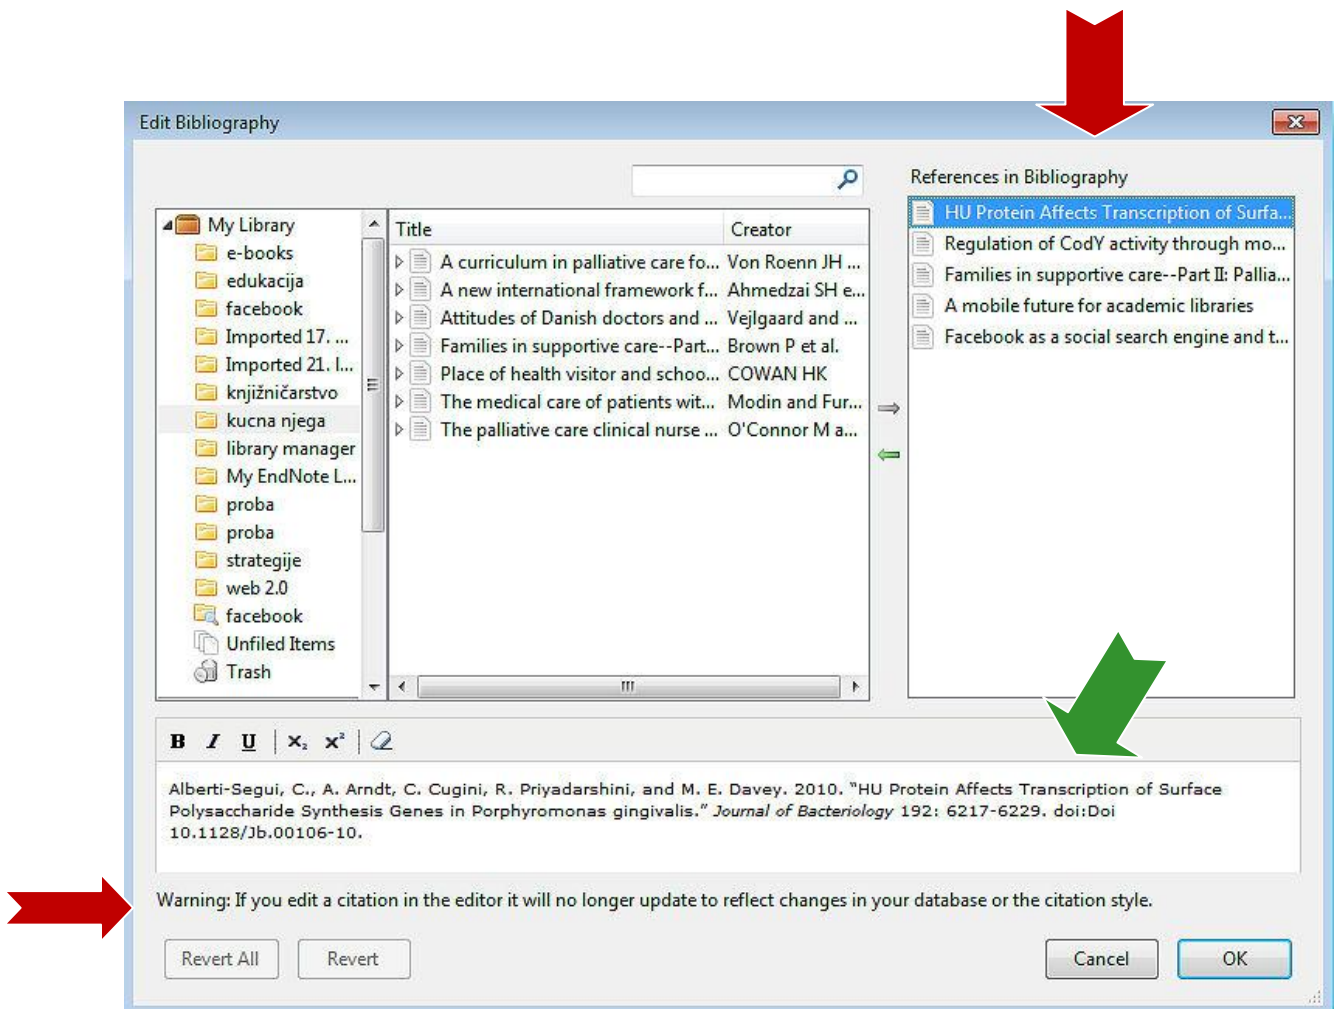 Edit Bibliography
References in Bibliography
My Library
e-books
edukacija
facebook
Imported 17. ...
Imported 21. I...
knjižničarstvo
kucna njega
library manager
My EndNote L...
proba
proba
strategije
web 2.0
facebook
Unfiled Items
Trash
Title Creator
A curriculum in palliative care fo... Von Roenn JH ...
A new international framework f... Ahmedzai SH e...
Attitudes of Danish doctors and ... Vejlgaard and ...
Families in supportive care--Part... Brown P et al.
Place of health visitor and schoo... COWAN HK
The medical care of patients wit... Modin and Fur...
The palliative care clinical nurse ... O'Connor M a...
HU Protein Affects Transcription of Surfa...
Regulation of CodY activity through mo...
Families in supportive care--Part II: Pallia...
A mobile future for academic libraries
Facebook as a social search engine and t...
B I U X₂ X²
Alberti-Segui, C., A. Arndt, C. Cugini, R. Priyadarshini, and M. E. Davey. 2010. “HU Protein Affects Transcription of Surface
Polysaccharide Synthesis Genes in Porphyromonas gingivalis.” Journal of Bacteriology 192: 6217-6229. doi:Doi
10.1128/Jb.00106-10.
Warning: If you edit a citation in the editor it will no longer update to reflect changes in your database or the citation style.
Revert All Revert Cancel OK